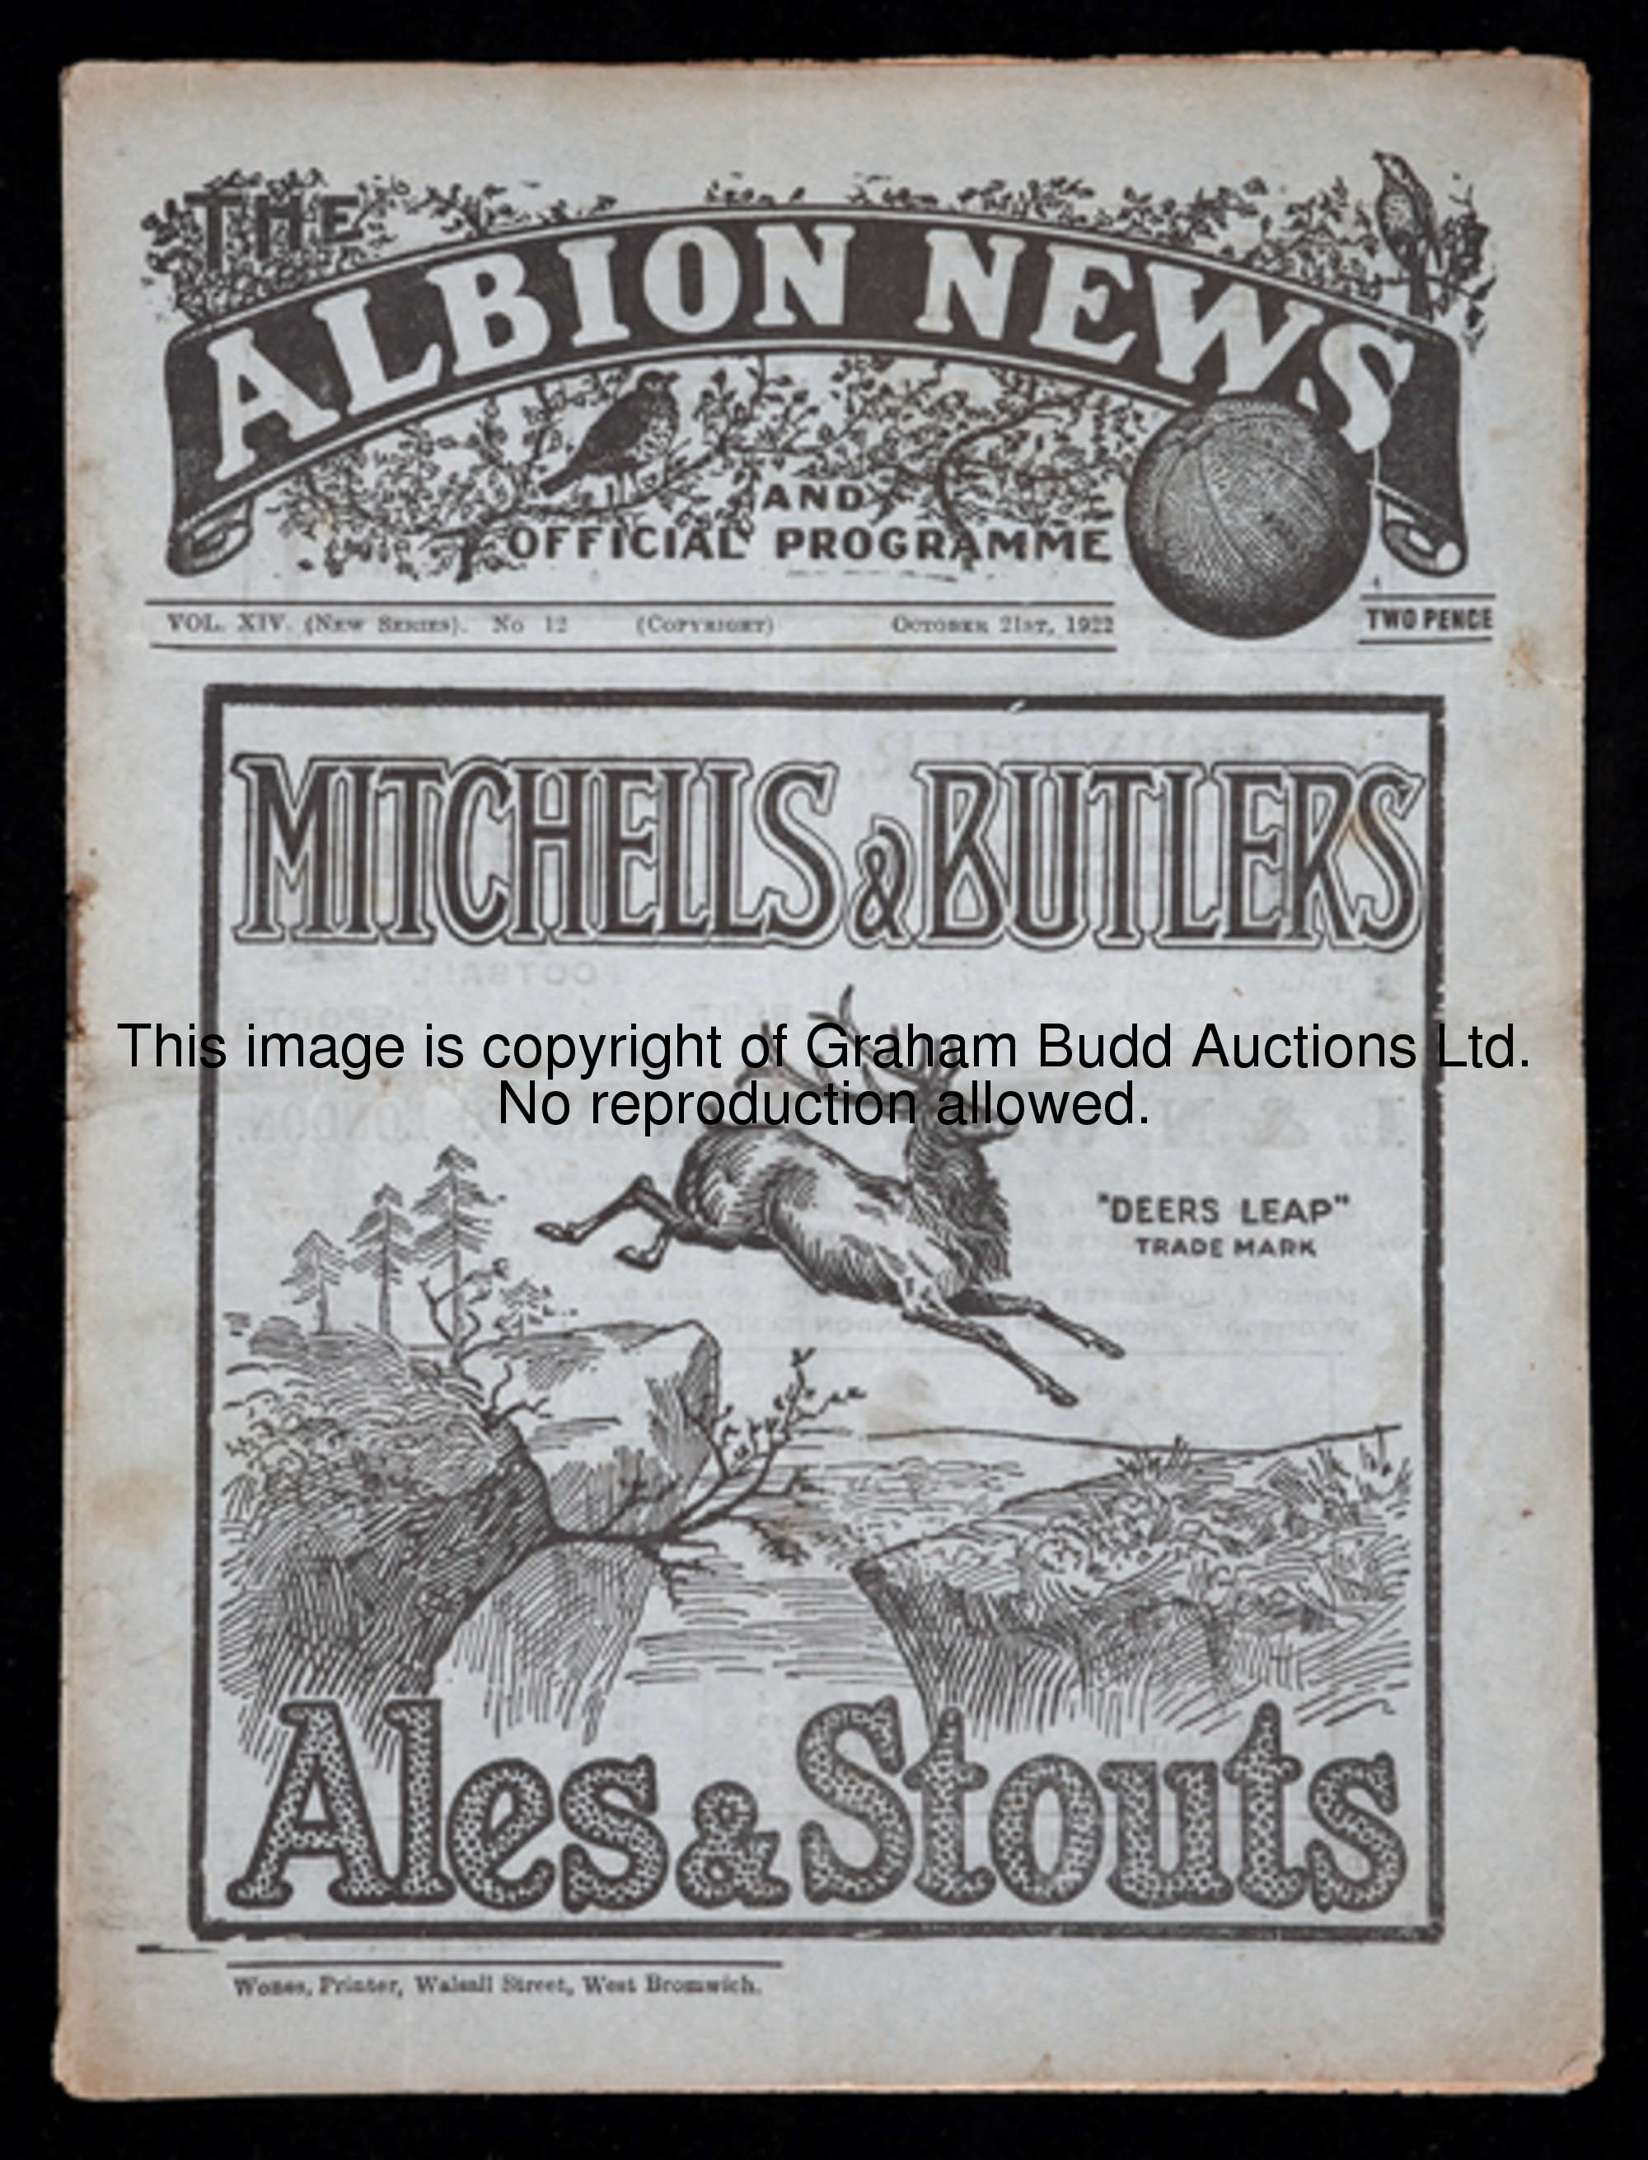 THE
ALBION NEWS
AND
OFFICIAL PROGRAMME
VOL. XIV. (New Series). No 12 (Copyright) October 21st, 1922
TWO PENCE
MITCHELLS & BUTLERS
FOOTBALL
This image is copyright of Graham Budd Auctions Ltd.
No reproduction allowed.
"DEERS LEAP"
TRADE MARK
Ales & Stouts
Wones, Printer, Walsall Street, West Bromwich.